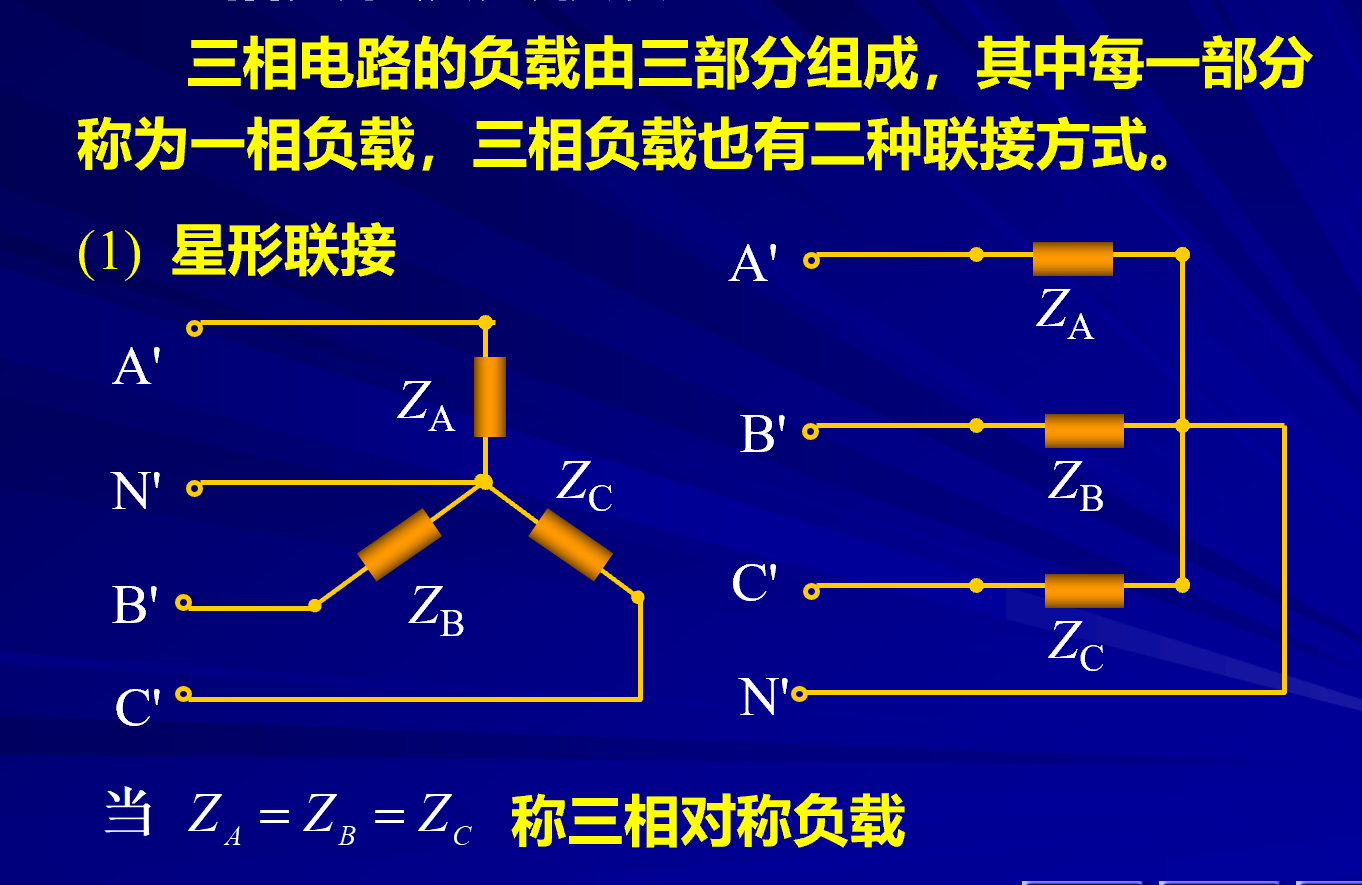 三相电路的负载由三部分组成，其中每一部分
称为一相负载，三相负载也有二种联接方式。
(1) 星形联接
A'
Z_A
N'
Z_C
B'
Z_B
C'
A'
Z_A
B'
Z_B
C'
Z_C
N'
当 Z_A = Z_B = Z_C 称三相对称负载